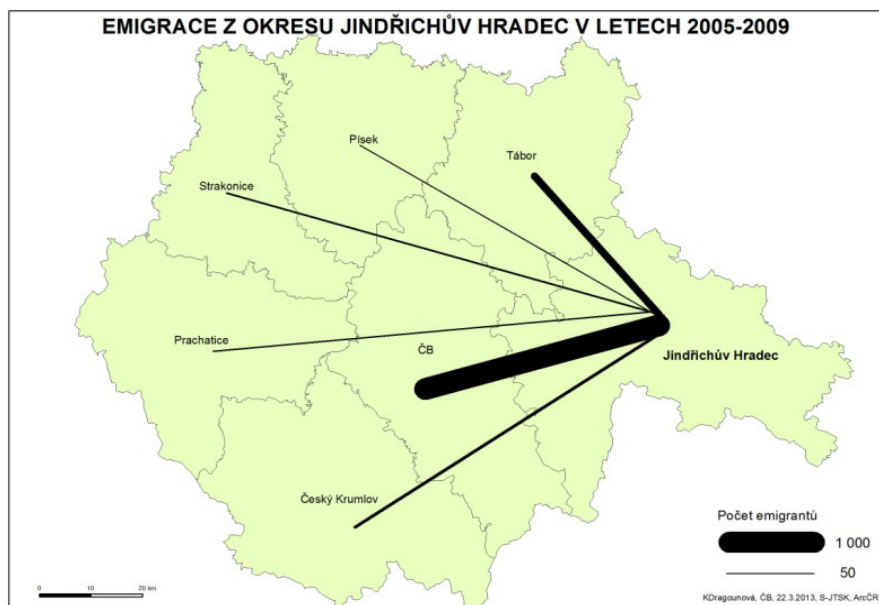 EMIGRACE Z OKRESU JINDŘICHŮV HRADEC V LETECH 2005-2009
Písek
Tábor
Strakonice
Prachatice
ČB
Jindřichův Hradec
Český Krumlov
Počet emigrantů
1 000
50
0 10 20 km
KDragounová, ČB, 22.3.2013, S-JTSK, ArcČR